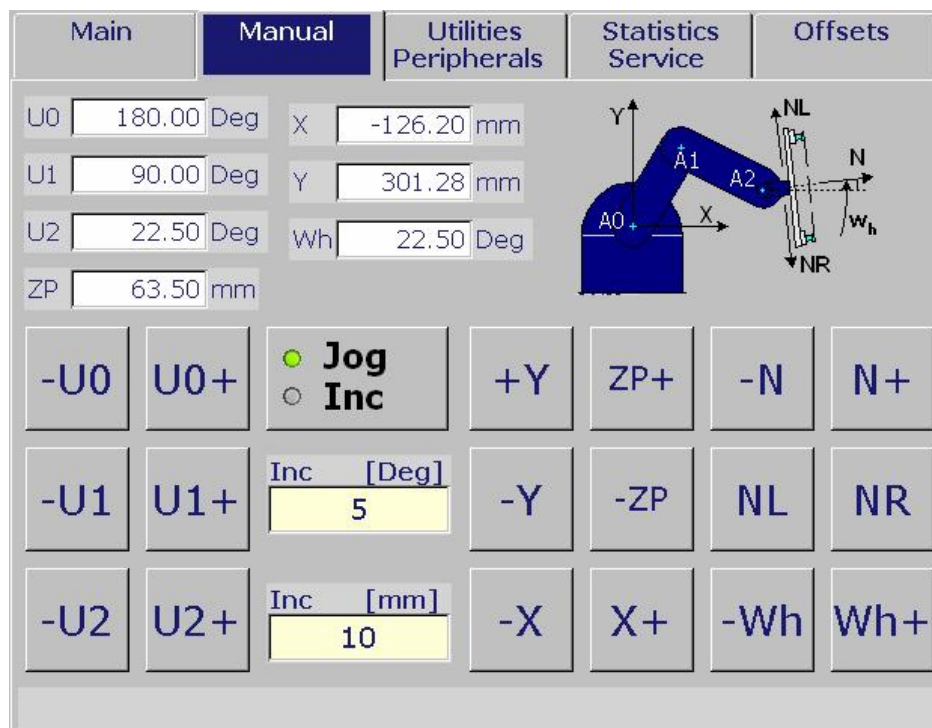 Main
Manual
Utilities
Peripherals
Statistics
Service
Offsets
U0 180.00 Deg
X -126.20 mm
U1 90.00 Deg
Y 301.28 mm
U2 22.50 Deg
Wh 22.50 Deg
ZP 63.50 mm
Y
NL
A1
A2
N
A0
X
Wh
NR
-U0 U0+
Jog
Inc
+Y ZP+ -N N+
-U1 U1+
Inc [Deg]
5
-Y -ZP NL NR
-U2 U2+
Inc [mm]
10
-X X+ -Wh Wh+